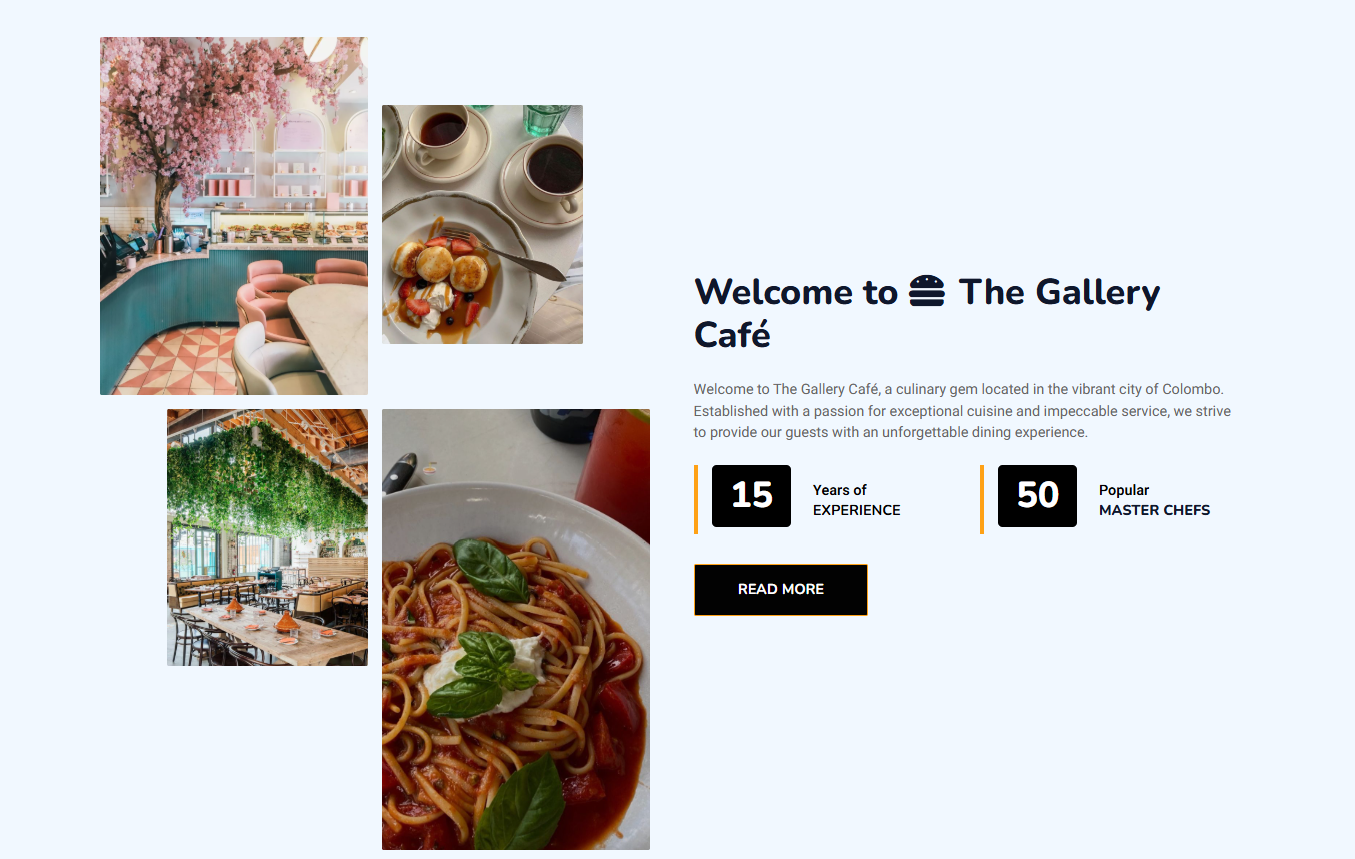 Welcome to The Gallery
Café
Welcome to The Gallery Café, a culinary gem located in the vibrant city of Colombo.
Established with a passion for exceptional cuisine and impeccable service, we strive
to provide our guests with an unforgettable dining experience.
15
Years of
EXPERIENCE
50
Popular
MASTER CHEFS
READ MORE